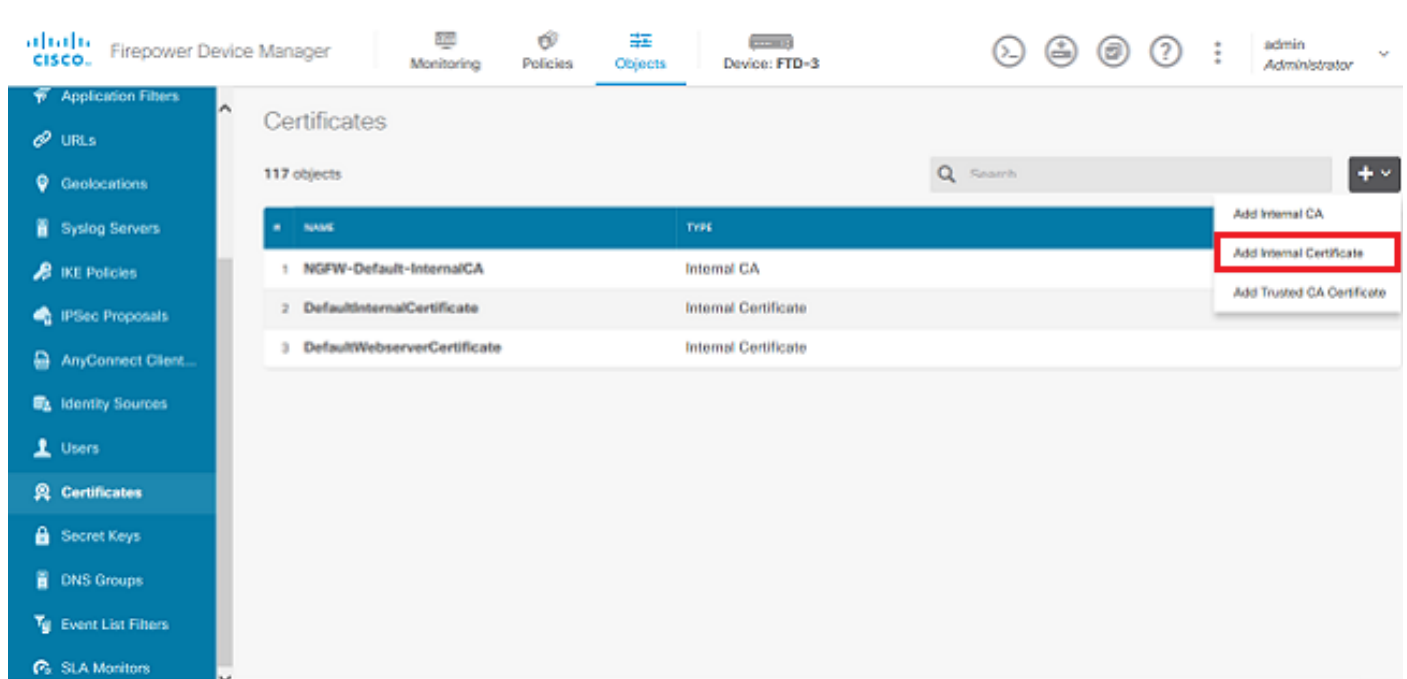 CISCO. Firepower Device Manager
Monitoring
Policies
Objects
Device: FTD-3
admin
Administrator
Application Filters
URLs
Geolocations
Syslog Servers
IKE Policies
IPSec Proposals
AnyConnect Client...
Identity Sources
Users
Certificates
Secret Keys
DNS Groups
Event List Filters
SLA Monitors
Certificates
117 objects
Search
Add Internal CA
Add Internal Certificate
Add Trusted CA Certificate
# NAME TYPE
1 NGFW-Default-InternalCA Internal CA
2 DefaultInternalCertificate Internal Certificate
3 DefaultWebserverCertificate Internal Certificate